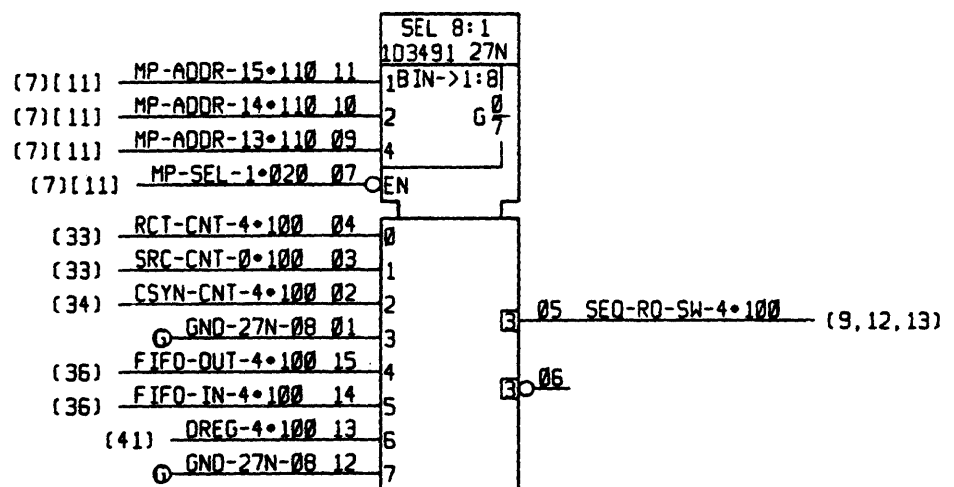 SEL 8:1
1D3491 27N
(7)[11] MP-ADDR-15•110 11 1 BIN->1:8
(7)[11] MP-ADDR-14•110 10 2 G 0/7
(7)[11] MP-ADDR-13•110 09 4
(7)[11] MP-SEL-1•020 07 EN
(33) RCT-CNT-4•100 04 0
(33) SRC-CNT-0•100 03 1
(34) CSYN-CNT-4•100 02 2
G GND-27N-08 01 3
3 05 SEQ-RD-SW-4•100 (9,12,13)
(36) FIFO-OUT-4•100 15 4
(36) FIFO-IN-4•100 14 5
3 06
(41) DREG-4•100 13 6
G GND-27N-08 12 7